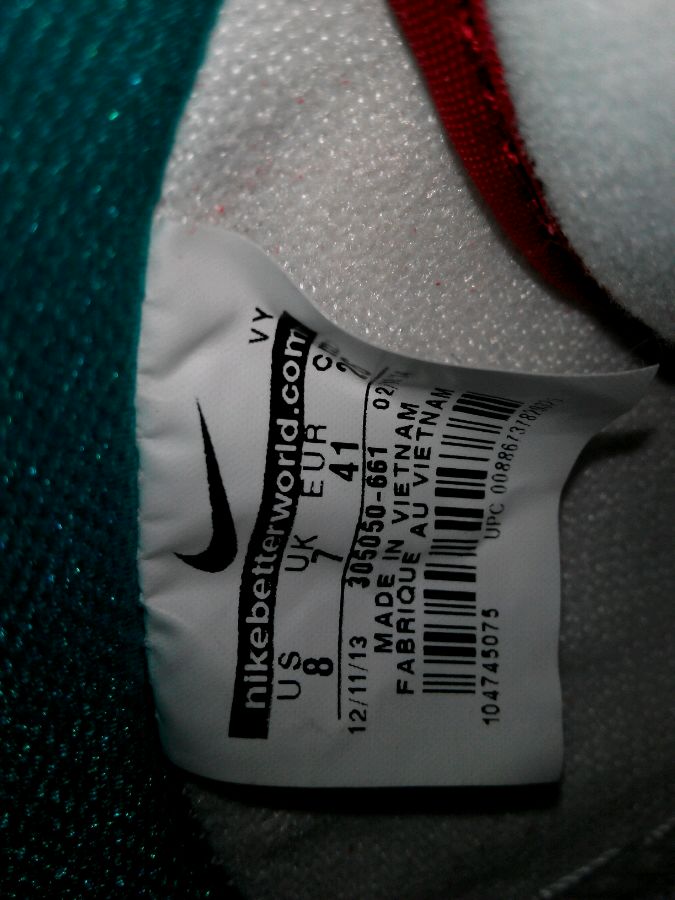 VY
nikebetterworld.com
US UK EUR
8 7 41
12/11/13
305050-661
MADE IN VIETNAM
FABRIQUE AU VIETNAM
104745075 UPC